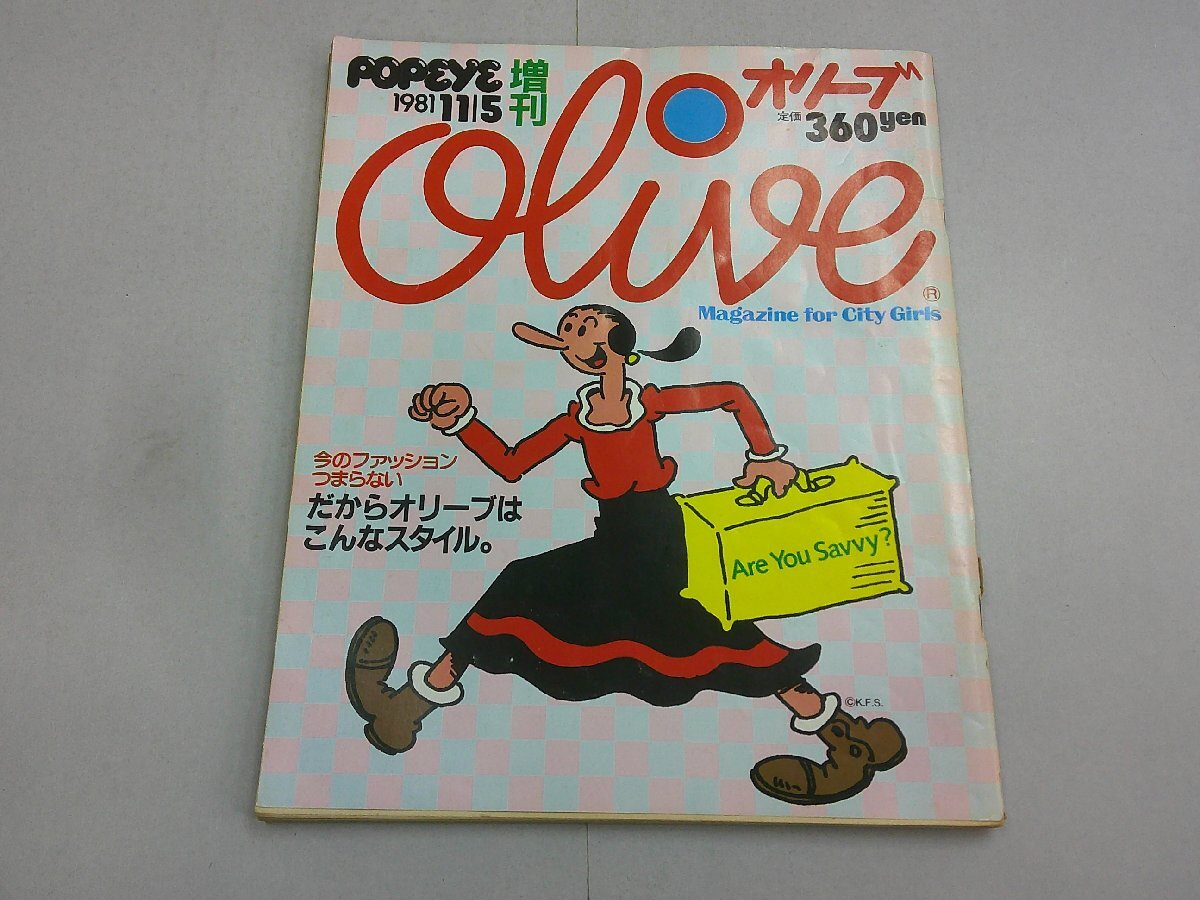 POPEYE 増刊
1981 11/5
オリーブ
定価 360yen
Olive
®
Magazine for City Girls
今のファッション
つまらない
だからオリーブは
こんなスタイル。
Are You Savvy?
©K.F.S.